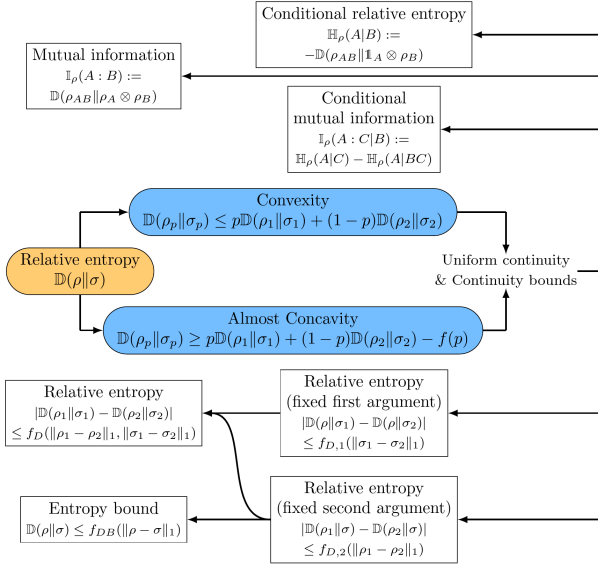 Conditional relative entropy
ℍ_ρ(A|B) :=
−𝔻(ρ_AB‖𝟙_A ⊗ ρ_B)
Mutual information
𝕀_ρ(A : B) :=
𝔻(ρ_AB‖ρ_A ⊗ ρ_B)
Conditional
mutual information
𝕀_ρ(A : C|B) :=
ℍ_ρ(A|C) − ℍ_ρ(A|BC)
Convexity
𝔻(ρ_p‖σ_p) ≤ p𝔻(ρ_1‖σ_1) + (1 − p)𝔻(ρ_2‖σ_2)
Relative entropy
𝔻(ρ‖σ)
Uniform continuity
& Continuity bounds
Almost Concavity
𝔻(ρ_p‖σ_p) ≥ p𝔻(ρ_1‖σ_1) + (1 − p)𝔻(ρ_2‖σ_2) − f(p)
Relative entropy
|𝔻(ρ_1‖σ_1) − 𝔻(ρ_2‖σ_2)|
≤ f_D(‖ρ_1 − ρ_2‖_1, ‖σ_1 − σ_2‖_1)
Relative entropy
(fixed first argument)
|𝔻(ρ‖σ_1) − 𝔻(ρ‖σ_2)|
≤ f_{D,1}(‖σ_1 − σ_2‖_1)
Entropy bound
𝔻(ρ‖σ) ≤ f_{DB}(‖ρ − σ‖_1)
Relative entropy
(fixed second argument)
|𝔻(ρ_1‖σ) − 𝔻(ρ_2‖σ)|
≤ f_{D,2}(‖ρ_1 − ρ_2‖_1)